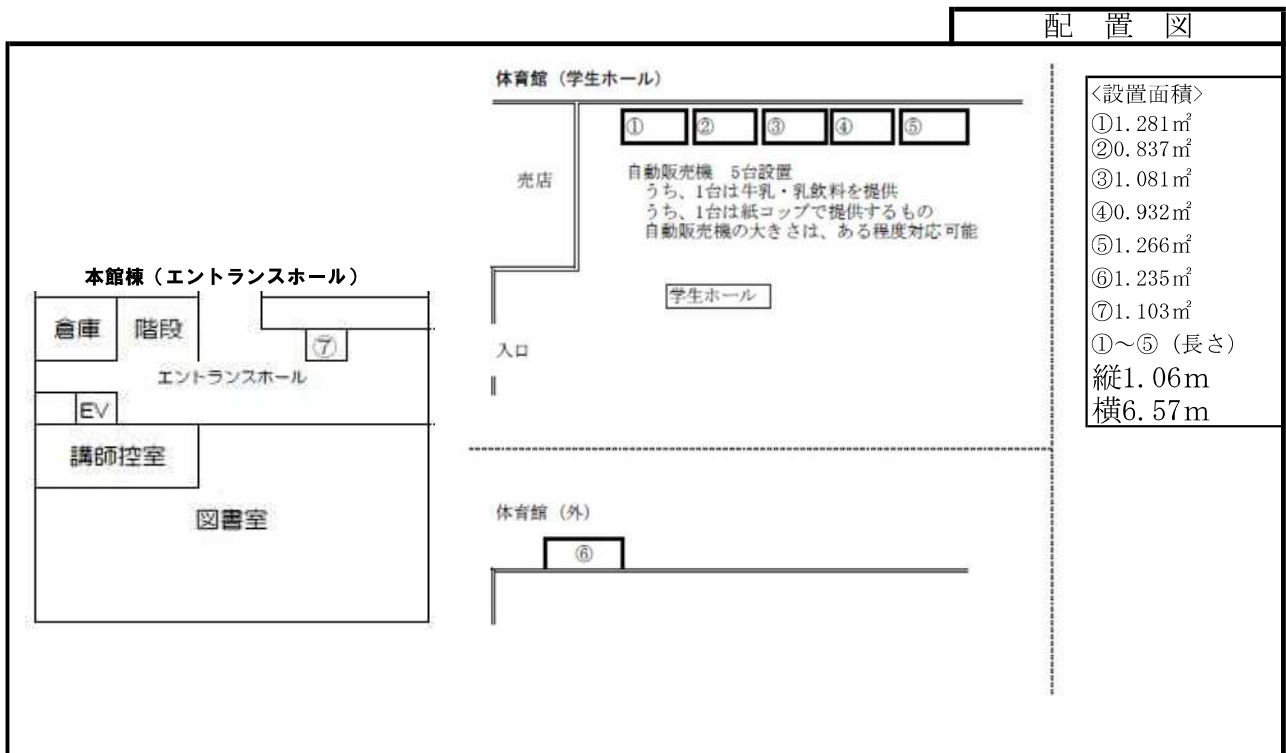 配 置 図
体育館（学生ホール）
① ② ③ ④ ⑤
売店
自動販売機　5台設置
うち、1台は牛乳・乳飲料を提供
うち、1台は紙コップで提供するもの
自動販売機の大きさは、ある程度対応可能
学生ホール
入口
本館棟（エントランスホール）
倉庫 階段
⑦
エントランスホール
EV
講師控室
図書室
体育館（外）
⑥
<設置面積>
①1.281㎡
②0.837㎡
③1.081㎡
④0.932㎡
⑤1.266㎡
⑥1.235㎡
⑦1.103㎡
①～⑤（長さ）
縦1.06m
横6.57m